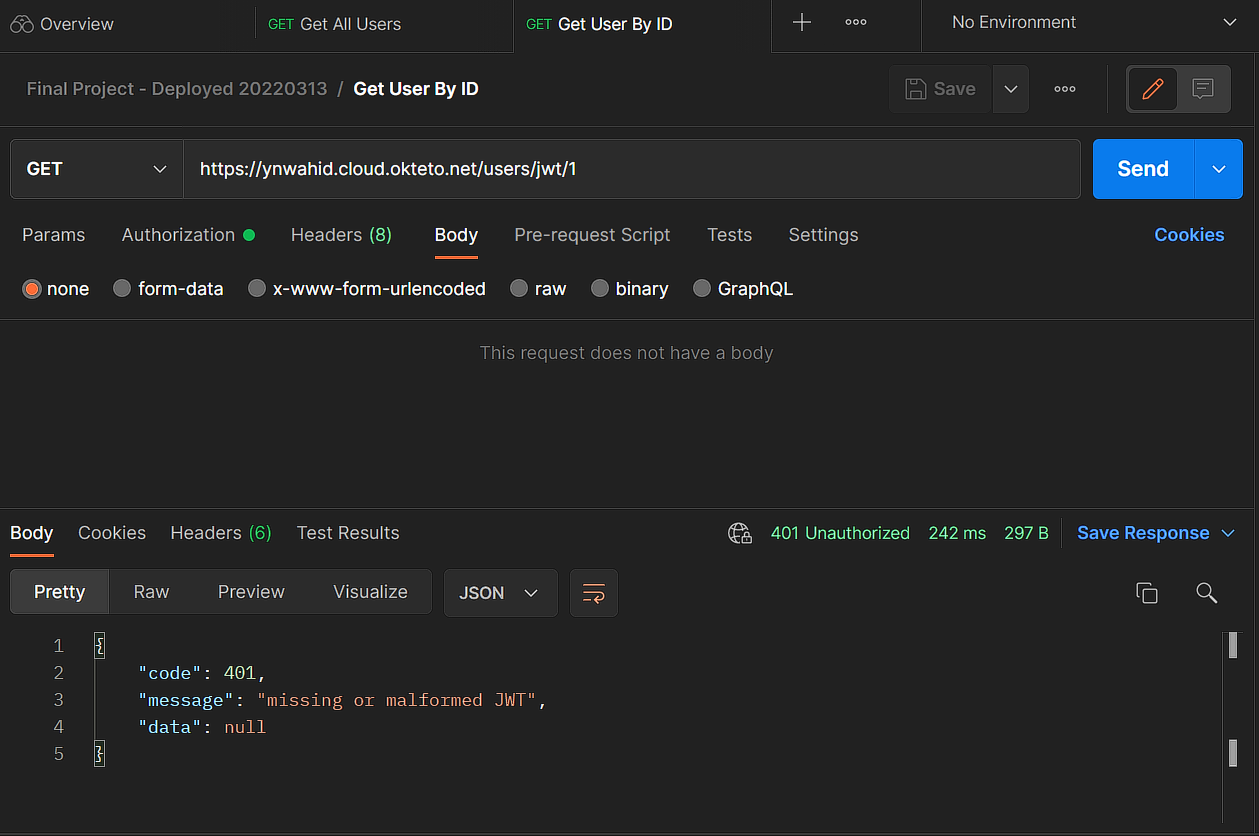 Overview GET Get All Users GET Get User By ID No Environment
Final Project - Deployed 20220313 / Get User By ID Save
GET https://ynwahid.cloud.okteto.net/users/jwt/1 Send
Params Authorization Headers (8) Body Pre-request Script Tests Settings Cookies
none form-data x-www-form-urlencoded raw binary GraphQL
This request does not have a body
Body Cookies Headers (6) Test Results 401 Unauthorized 242 ms 297 B Save Response
Pretty Raw Preview Visualize JSON
1 {
2 "code": 401,
3 "message": "missing or malformed JWT",
4 "data": null
5 }